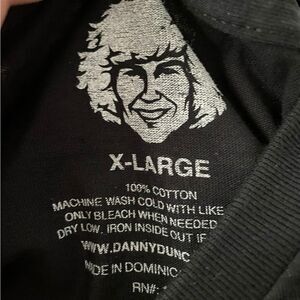 X-LARGE
100% COTTON
MACHINE WASH COLD WITH LIKE
ONLY BLEACH WHEN NEEDED
DRY LOW. IRON INSIDE OUT IF
WWW.DANNYDUNC
MADE IN DOMINIC
RN#: